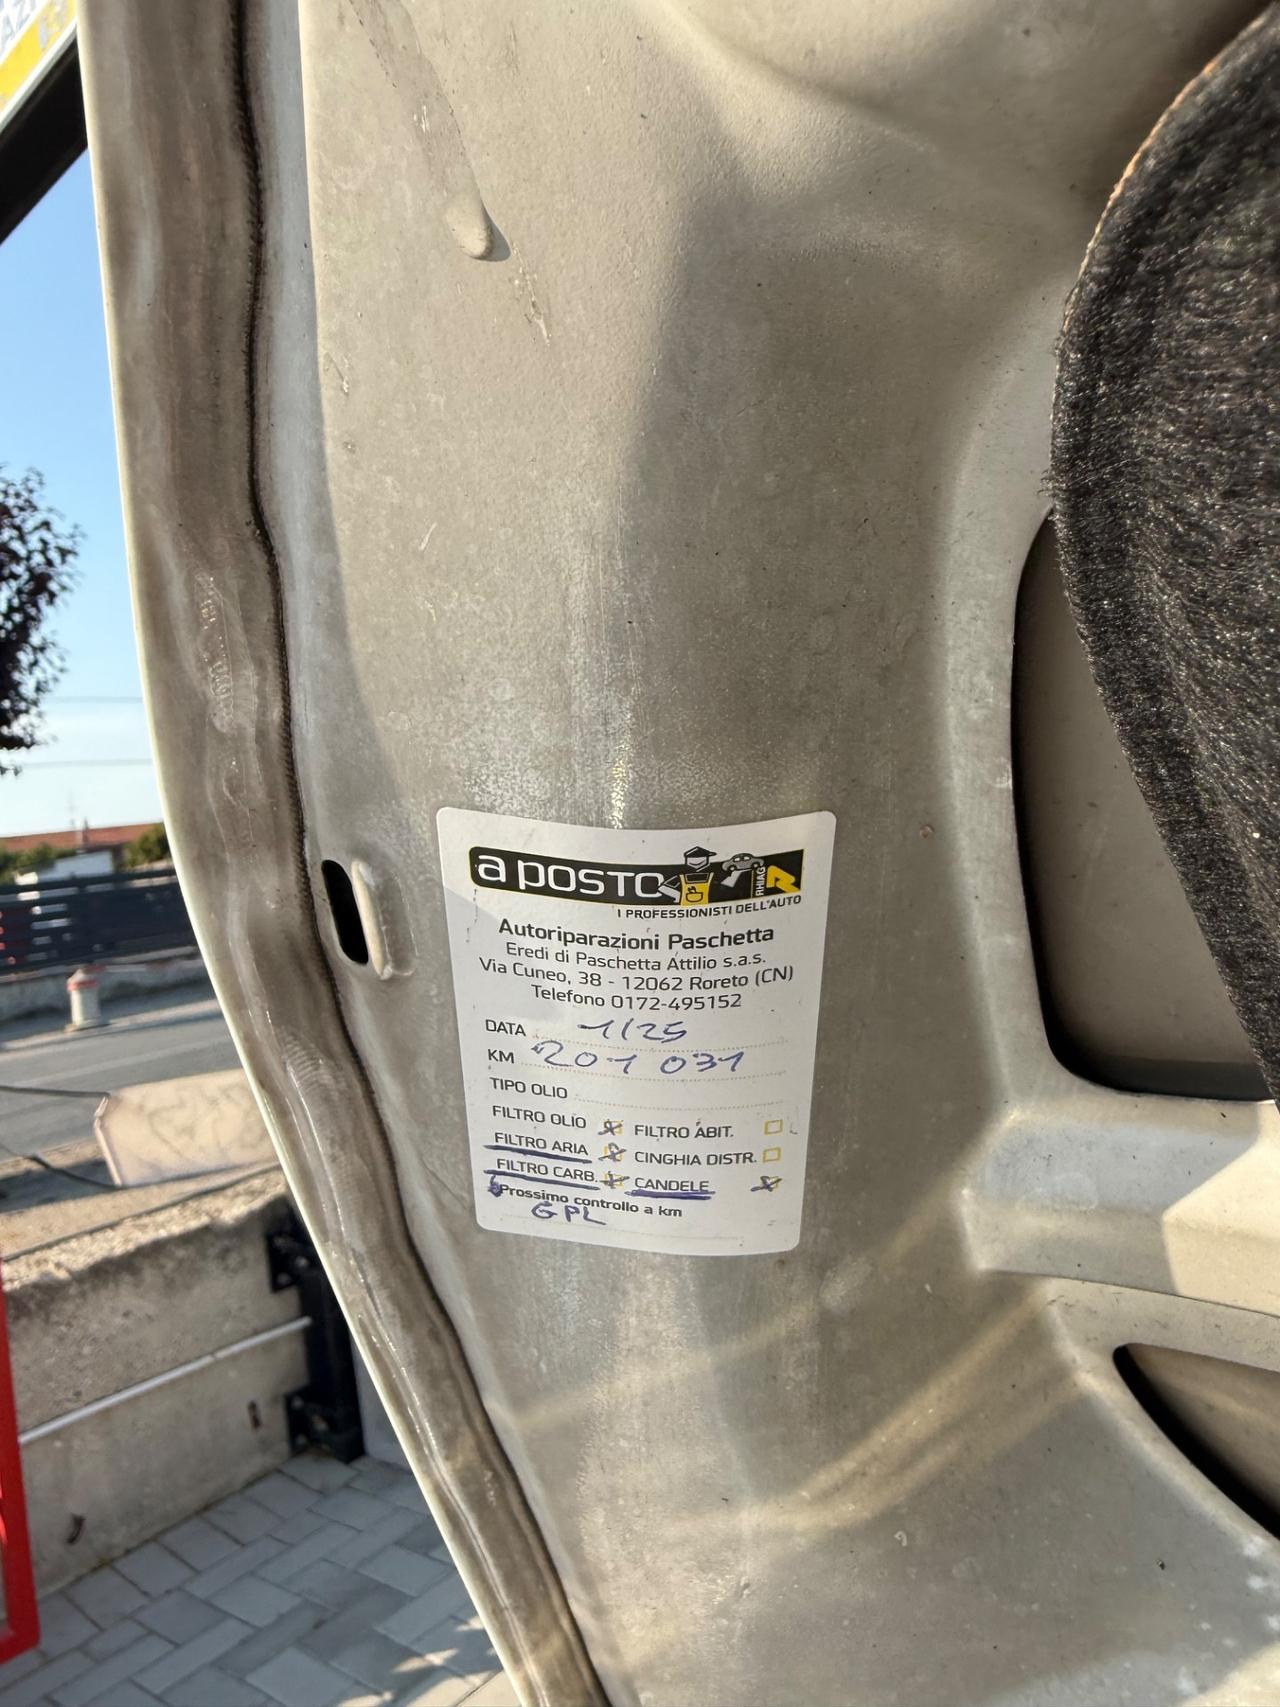 AZI
a POSTO
RHIAG
I PROFESSIONISTI DELL'AUTO
Autoriparazioni Paschetta
Eredi di Paschetta Attilio s.a.s.
Via Cuneo, 38 - 12062 Roreto (CN)
Telefono 0172-495152
DATA 1/25
KM 201 031
TIPO OLIO
FILTRO OLIO FILTRO ABIT.
FILTRO ARIA CINGHIA DISTR.
FILTRO CARB. CANDELE
Prossimo controllo a km
GPL